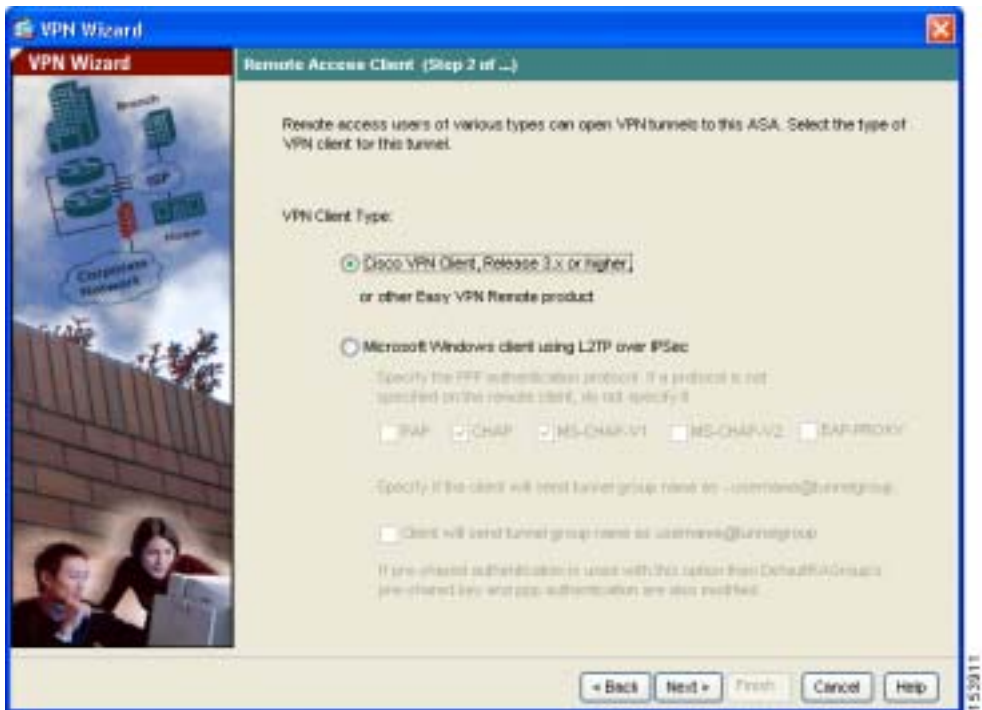 VPN Wizard
VPN Wizard
Branch
ISP
Home
Corporate
Network
Remote Access Client (Step 2 of ...)
Remote access users of various types can open VPN tunnels to this ASA. Select the type of
VPN client for this tunnel.
VPN Client Type:
Cisco VPN Client, Release 3.x or higher,
or other Easy VPN Remote product
Microsoft Windows client using L2TP over IPSec
Specify the PPP authentication protocol. If a protocol is not
specified on the remote client, do not specify it.
PAP CHAP MS-CHAP-V1 MS-CHAP-V2 EAP-PROXY
Specify if the client will send tunnel group name as - username@tunnelgroup
Client will send tunnel group name as username@tunnelgroup
If pre-shared authentication is used with this option then DefaultRAGroup's
pre-shared key and ppp authentication are also modified.
< Back Next > Finish Cancel Help
153911